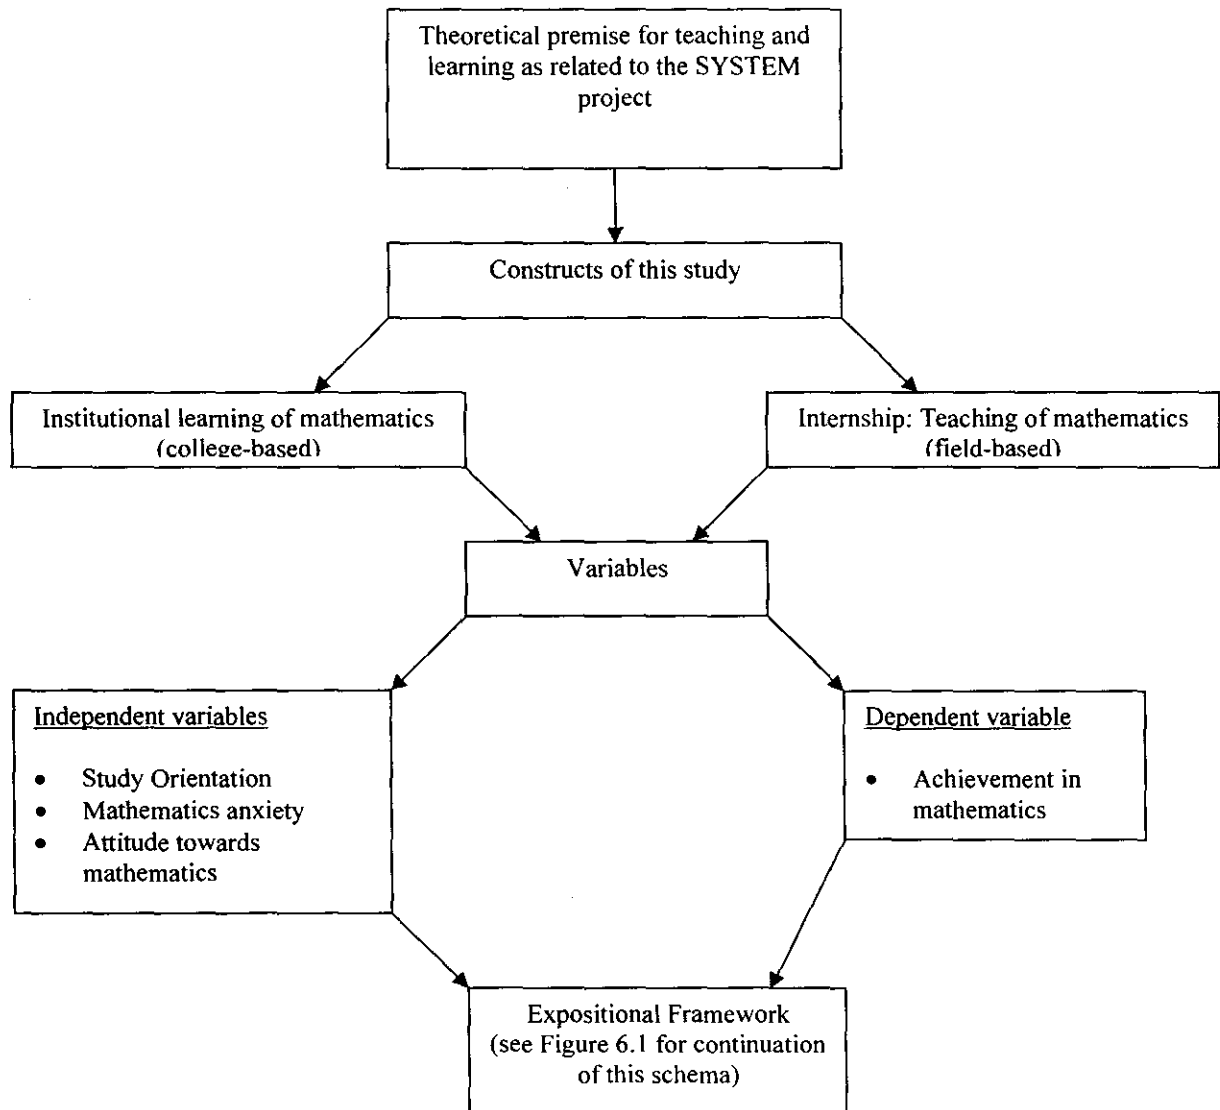 Theoretical premise for teaching and
learning as related to the SYSTEM
project
Constructs of this study
Institutional learning of mathematics
(college-based)
Internship: Teaching of mathematics
(field-based)
Variables
Independent variables
• Study Orientation
• Mathematics anxiety
• Attitude towards
mathematics
Dependent variable
• Achievement in
mathematics
Expositional Framework
(see Figure 6.1 for continuation
of this schema)